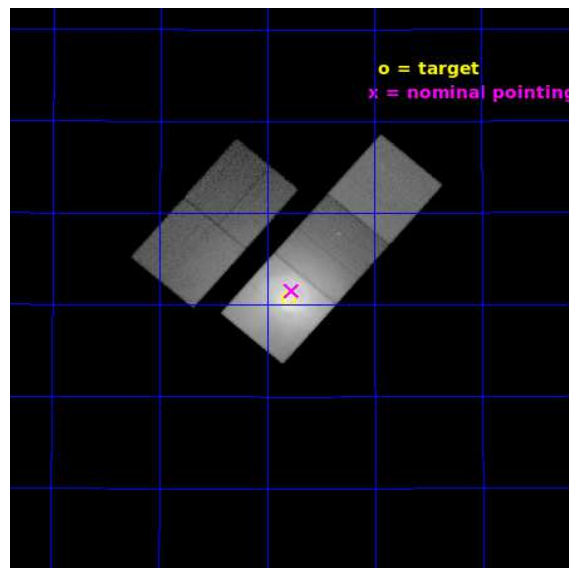 o = target
x = nominal pointing